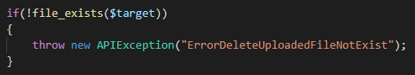 if(!file_exists($target))
{
    throw new APIException("ErrorDeleteUploadedFileNotExist");
}